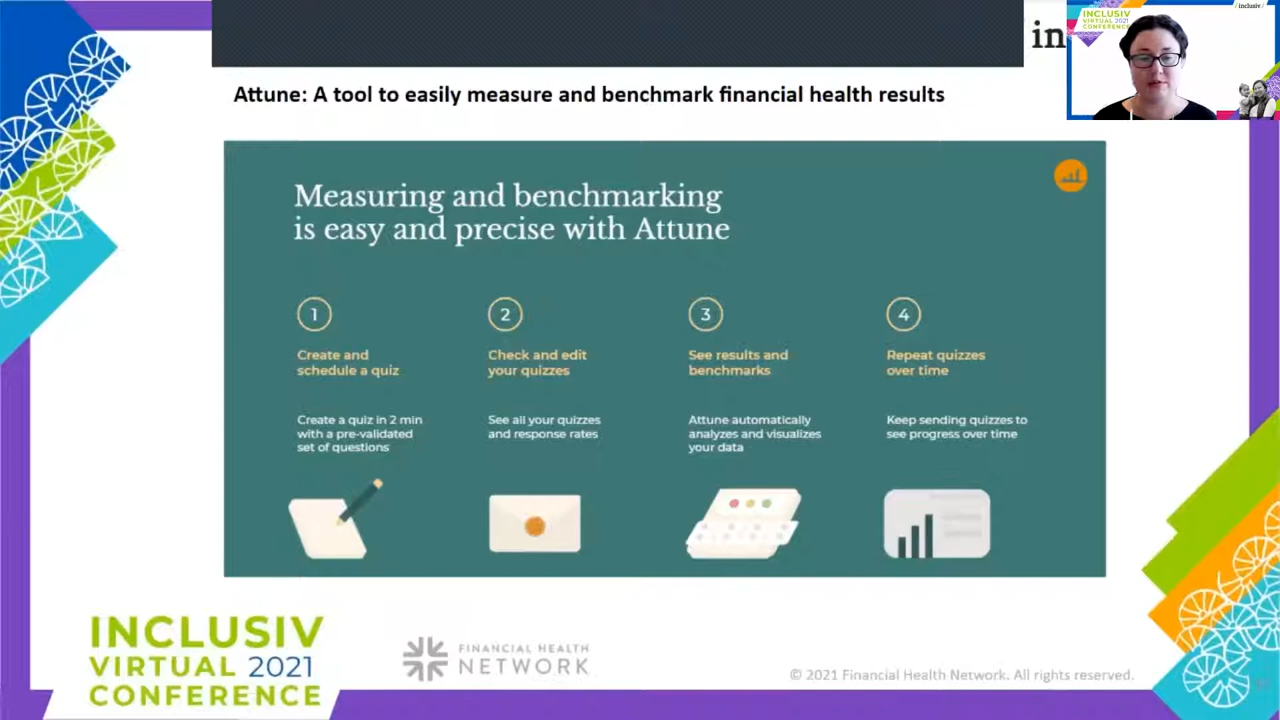 in
INCLUSIV
VIRTUAL 2021
CONFERENCE
/ inclusiv /
Attune: A tool to easily measure and benchmark financial health results
Measuring and benchmarking
is easy and precise with Attune
1
Create and
schedule a quiz
Create a quiz in 2 min
with a pre-validated
set of questions
2
Check and edit
your quizzes
See all your quizzes
and response rates
3
See results and
benchmarks
Attune automatically
analyzes and visualizes
your data
4
Repeat quizzes
over time
Keep sending quizzes to
see progress over time
INCLUSIV
VIRTUAL 2021
CONFERENCE
FINANCIAL HEALTH
NETWORK
© 2021 Financial Health Network. All rights reserved.